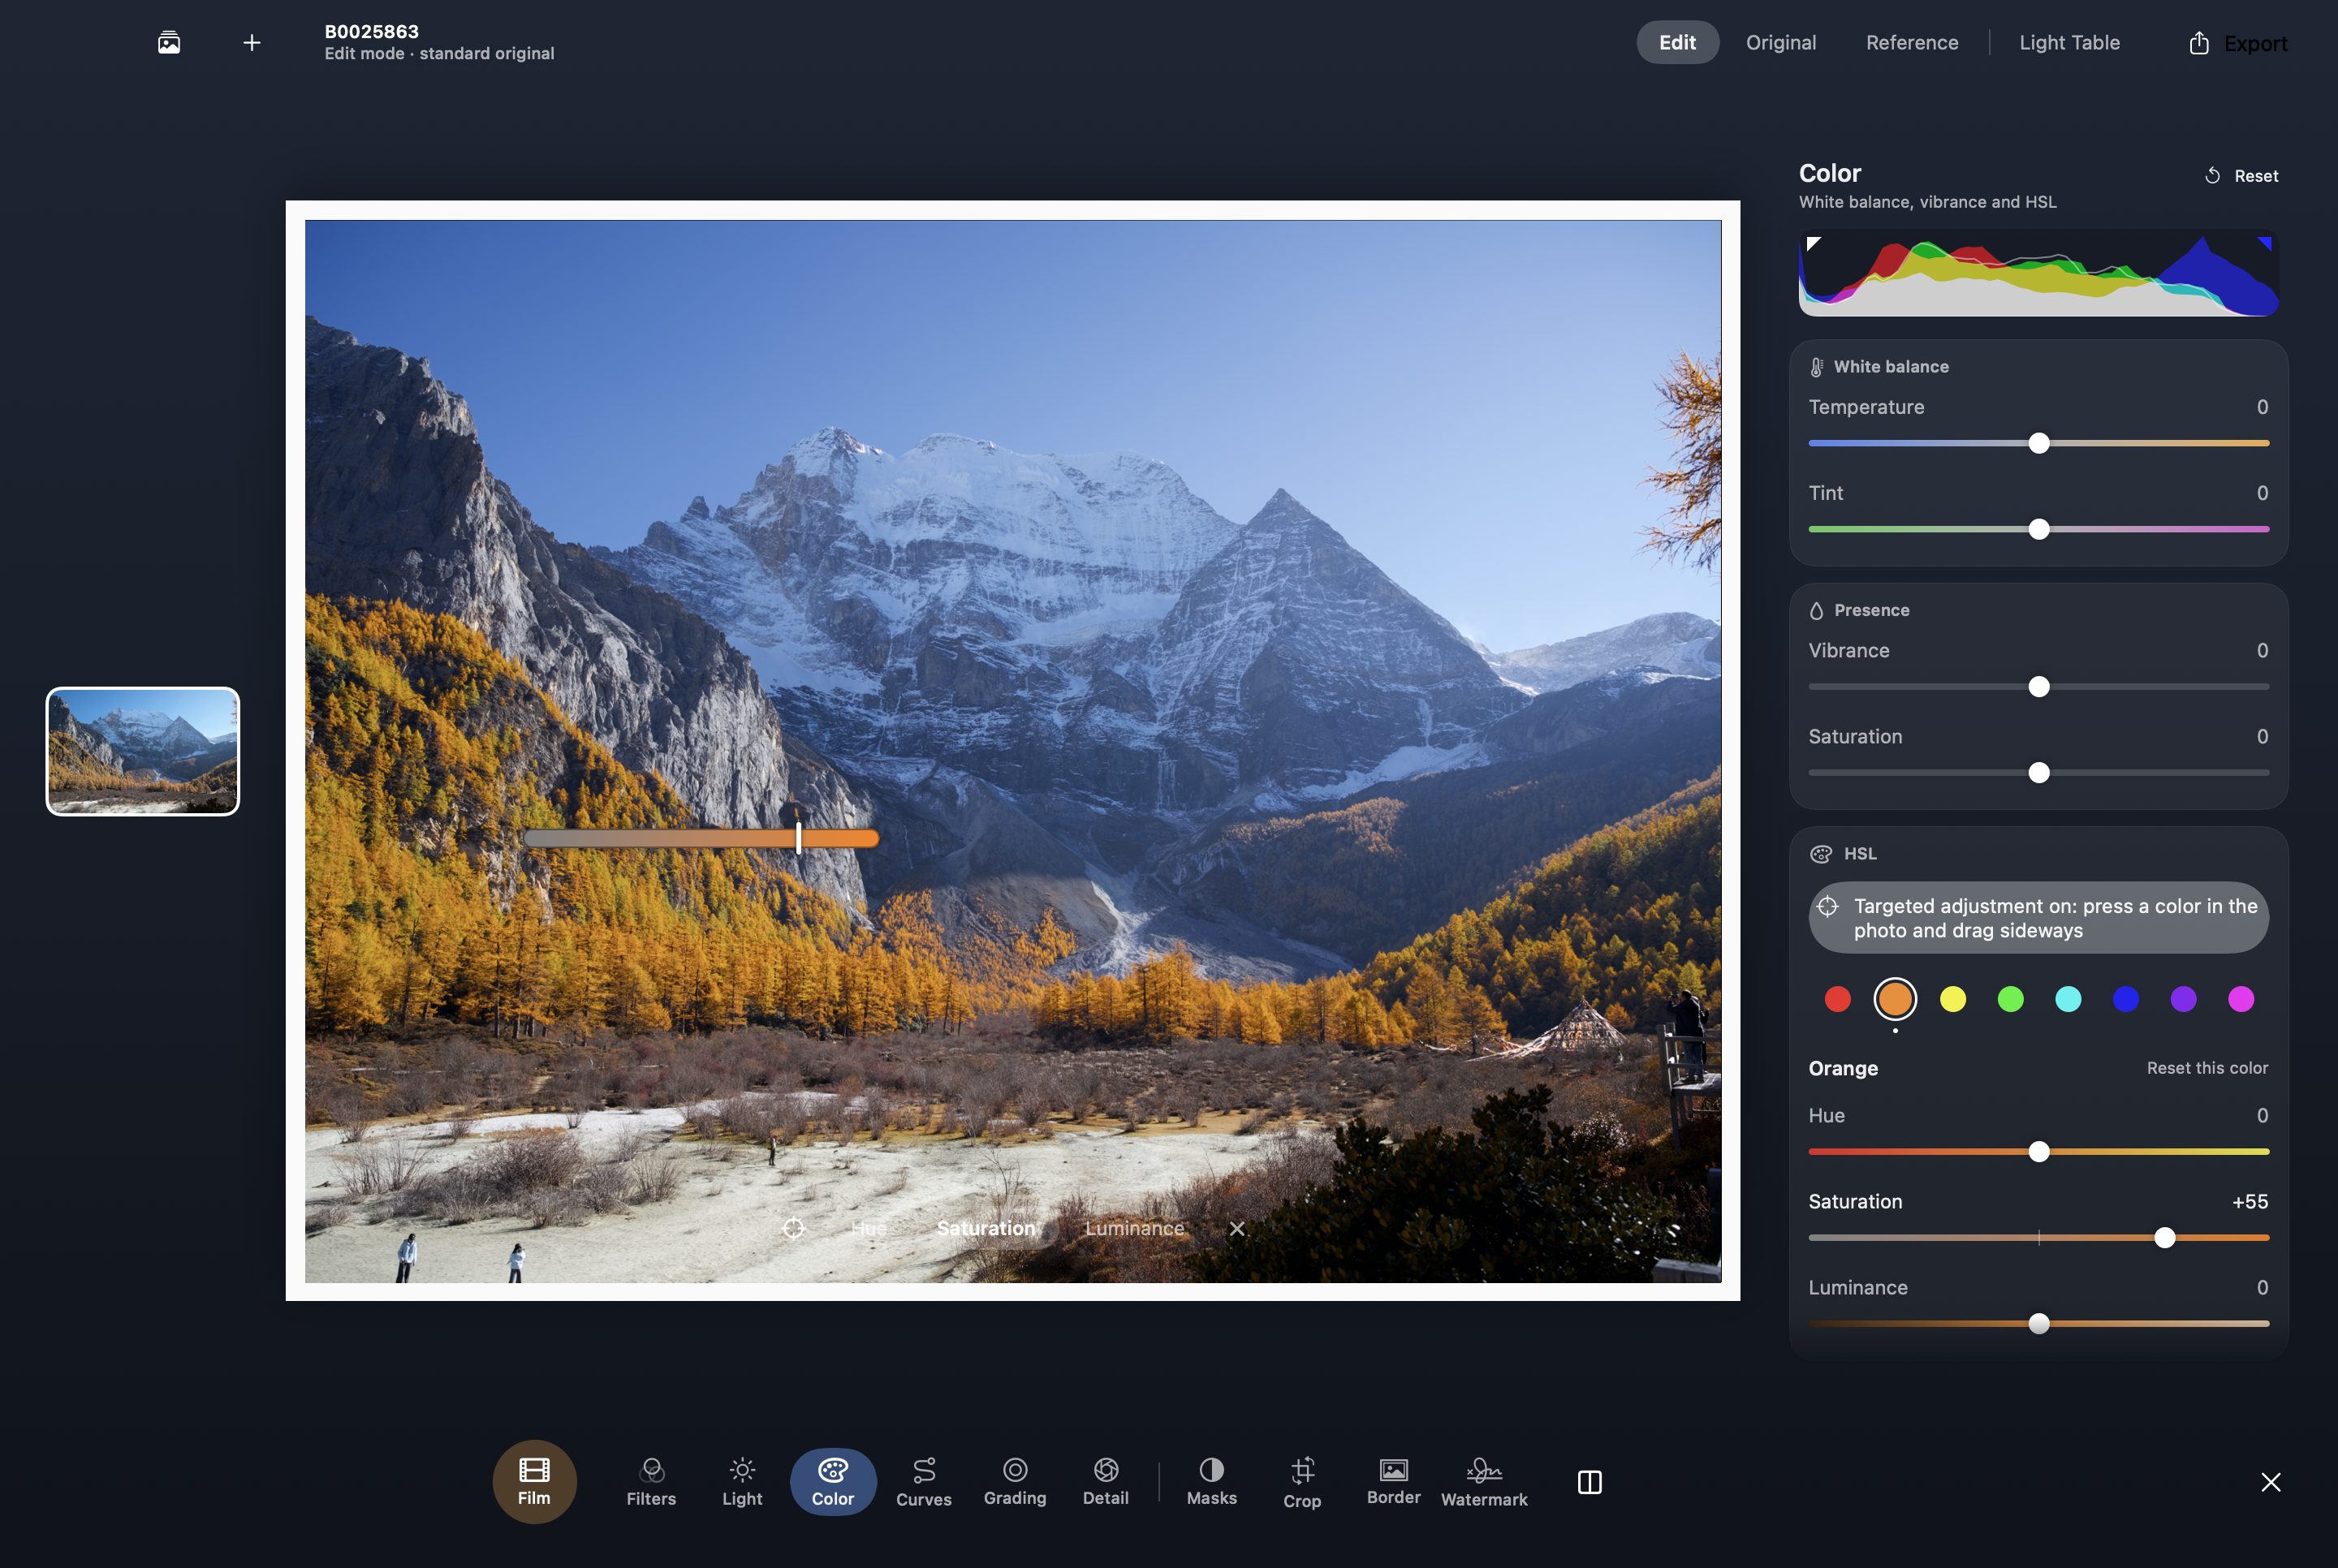 B0025863
Edit mode · standard original
Edit
Original
Reference
Light Table
Export
Color
Reset
White balance, vibrance and HSL
White balance
Temperature 0
Tint 0
Presence
Vibrance 0
Saturation 0
HSL
Targeted adjustment on: press a color in the
photo and drag sideways
Orange
Reset this color
Hue 0
Saturation +55
Luminance 0
Hue
Saturation
Luminance
Film
Filters
Light
Color
Curves
Grading
Detail
Masks
Crop
Border
Watermark